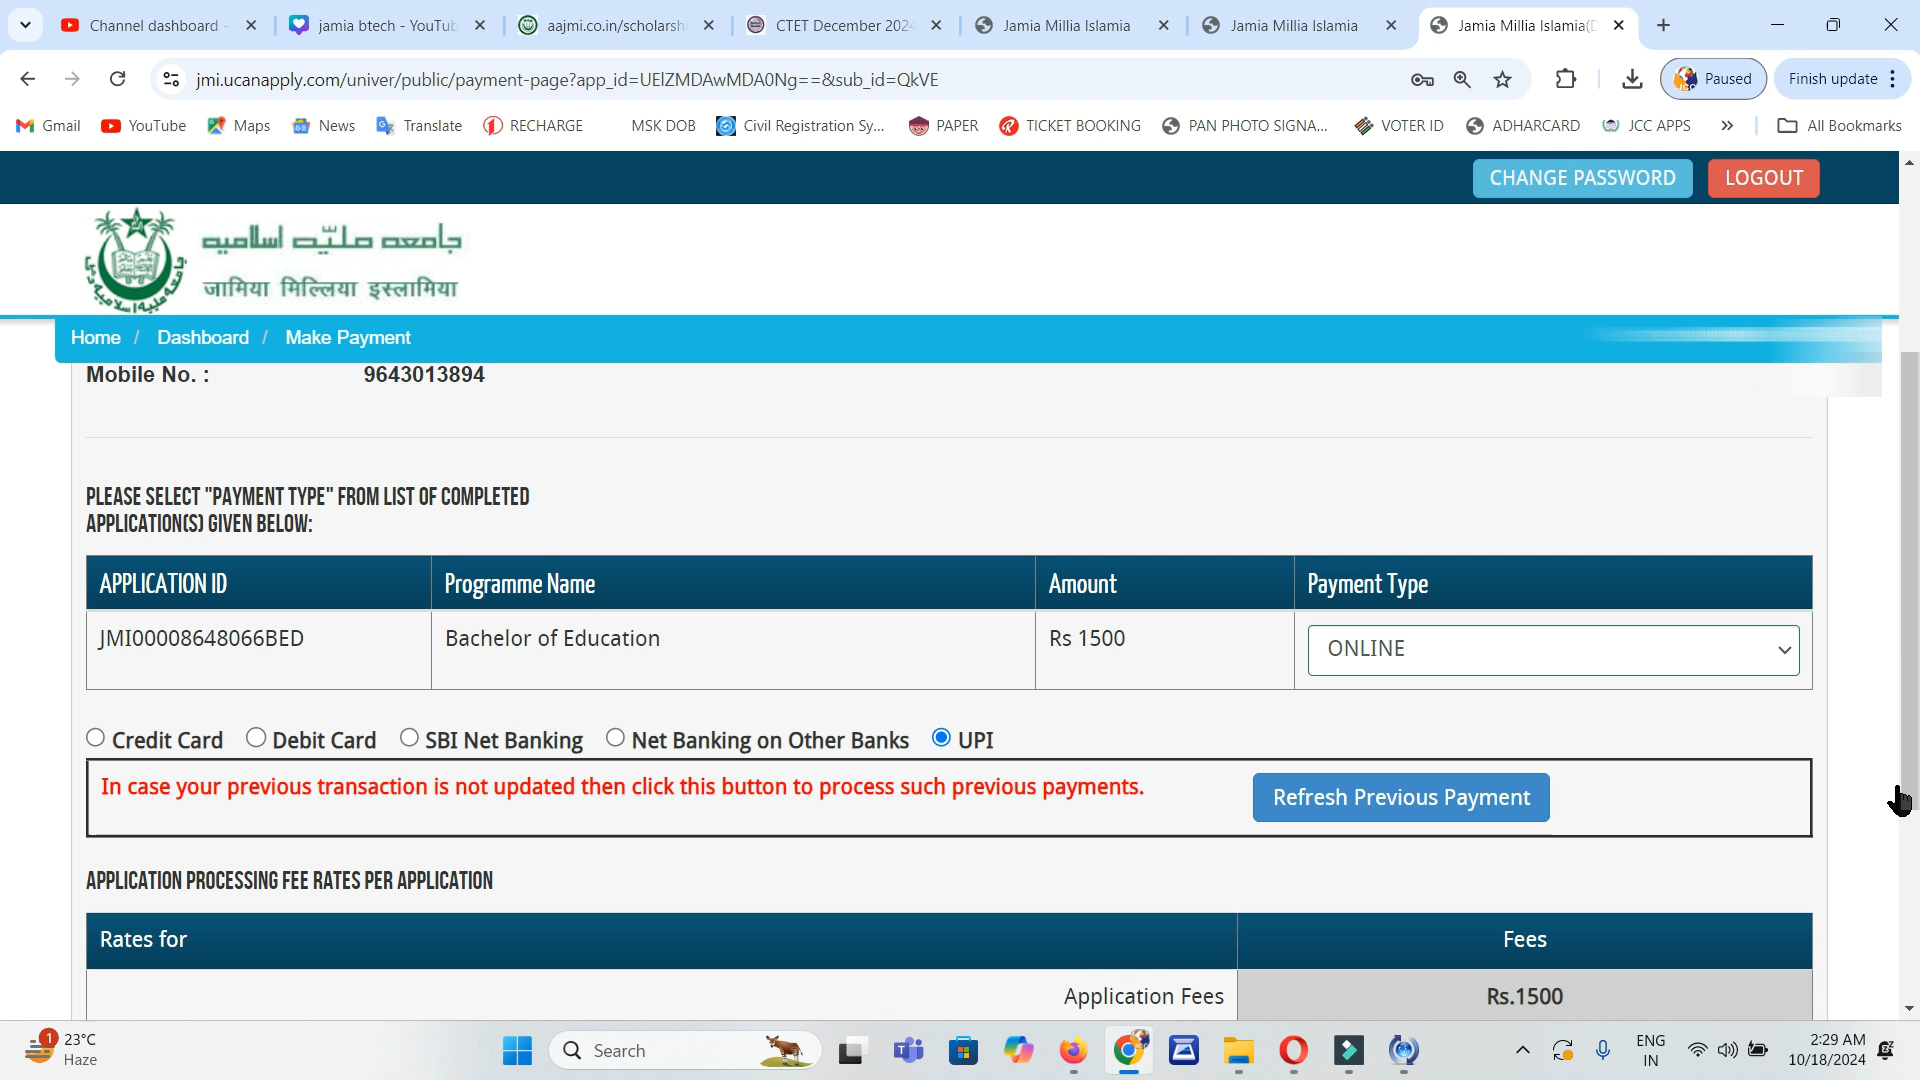 Channel dashboard -
jamia btech - YouTub
aajmi.co.in/scholarsh
CTET December 2024
Jamia Millia Islamia
Jamia Millia Islamia
Jamia Millia Islamia(D
jmi.ucanapply.com/univer/public/payment-page?app_id=UElZMDAwMDA0Ng==&sub_id=QkVE
Paused
Finish update
Gmail
YouTube
Maps
News
Translate
RECHARGE
MSK DOB
Civil Registration Sy...
PAPER
TICKET BOOKING
PAN PHOTO SIGNA...
VOTER ID
ADHARCARD
JCC APPS
»
All Bookmarks
CHANGE PASSWORD
LOGOUT
جامعه ملیّه اسلامیه
जामिया मिल्लिया इस्लामिया
Home / Dashboard / Make Payment
Mobile No. : 9643013894
PLEASE SELECT "PAYMENT TYPE" FROM LIST OF COMPLETED
APPLICATION(S) GIVEN BELOW:
APPLICATION ID Programme Name Amount Payment Type
JMI00008648066BED Bachelor of Education Rs 1500 ONLINE
Credit Card Debit Card SBI Net Banking Net Banking on Other Banks UPI
In case your previous transaction is not updated then click this button to process such previous payments.
Refresh Previous Payment
APPLICATION PROCESSING FEE RATES PER APPLICATION
Rates for Fees
Application Fees Rs.1500
1
23°C
Haze
Search
ENG
IN
2:29 AM
10/18/2024